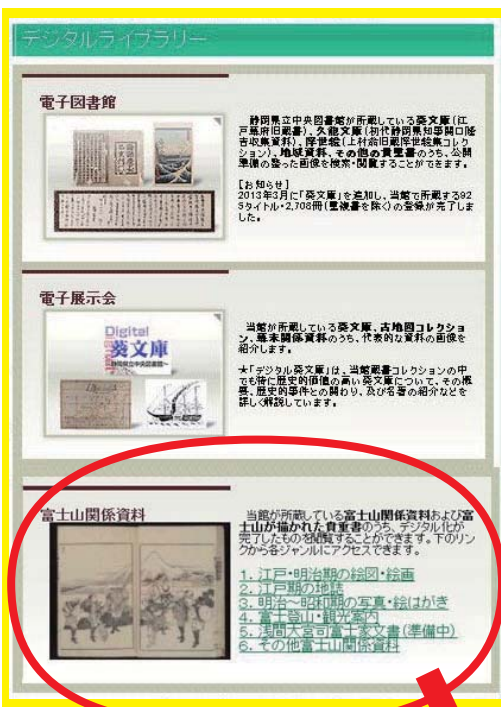 デジタルライブラリー
電子図書館
静岡県立中央図書館が所蔵している葵文庫(江
戸幕府旧蔵書)、久能文庫(初代静岡県知事関口隆
吉収集資料)、浮世絵(上村翁旧蔵浮世絵集コレク
ション)、地域資料、その他の貴重書のうち、公開
準備の整った画像を検索・閲覧することができます。
【お知らせ】
2013年3月に「葵文庫」を追加し、当館で所蔵する92
5タイトル・2,708冊(重複書を除く)の登録が完了しま
した。
電子展示会
Digital
葵文庫
静岡県立中央図書館
当館が所蔵している葵文庫、古地図コレクショ
ン、幕末関係資料のうち、代表的な資料の画像を
紹介します。
★「デジタル葵文庫」は、当館蔵書コレクションの中
でも特に歴史的価値の高い葵文庫について、その概
要、歴史的事件との関わり、及び名著の紹介などを
詳しく解説しています。
富士山関係資料
当館が所蔵している富士山関係資料および富
士山が描かれた貴重書のうち、デジタル化が
完了したものを閲覧することができます。下のリン
クから各ジャンルにアクセスできます。
1. 江戸・明治期の絵図・絵画
2. 江戸期の地誌
3. 明治~昭和期の写真・絵はがき
4. 富士登山・観光案内
5. 浅間大宮司富士家文書(準備中)
6. その他富士山関係資料